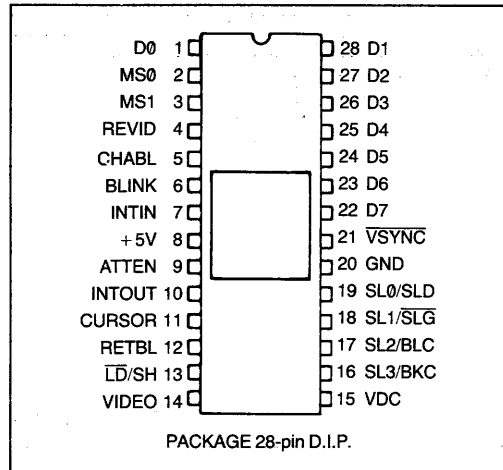 D0 1 28 D1
MS0 2 27 D2
MS1 3 26 D3
REVID 4 25 D4
CHABL 5 24 D5
BLINK 6 23 D6
INTIN 7 22 D7
+5V 8 21 V̅S̅Y̅N̅C̅
ATTEN 9 20 GND
INTOUT 10 19 SL0/SLD
CURSOR 11 18 SL1/S̅L̅G̅
RETBL 12 17 SL2/BLC
L̅D̅/SH 13 16 SL3/BKC
VIDEO 14 15 VDC
PACKAGE 28-pin D.I.P.